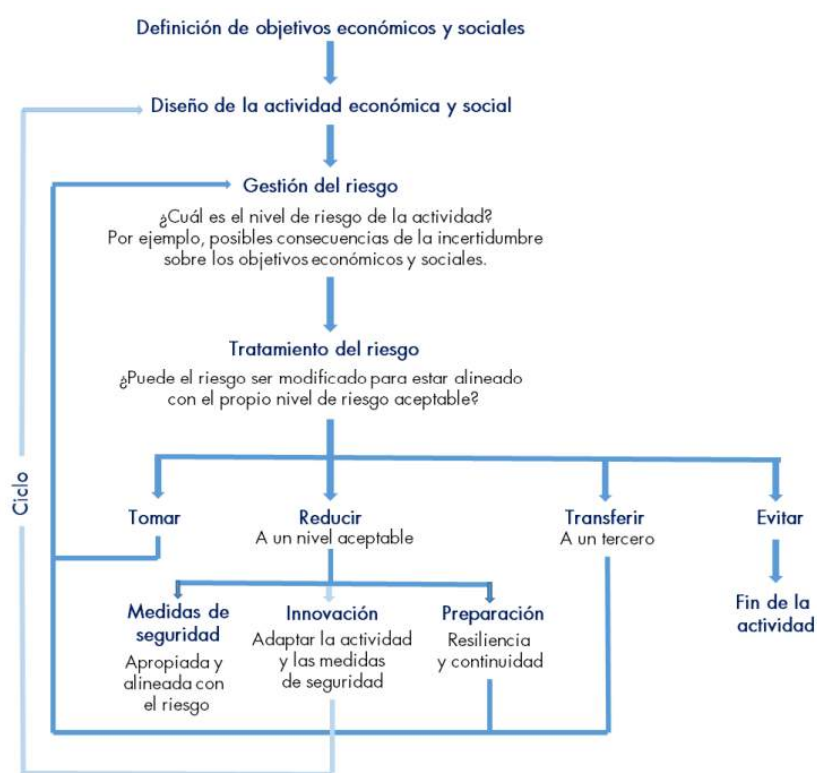 Definición de objetivos económicos y sociales
Diseño de la actividad económica y social
Gestión del riesgo
¿Cuál es el nivel de riesgo de la actividad?
Por ejemplo, posibles consecuencias de la incertidumbre
sobre los objetivos económicos y sociales.
Tratamiento del riesgo
¿Puede el riesgo ser modificado para estar alineado
con el propio nivel de riesgo aceptable?
Ciclo
Tomar
Reducir
A un nivel aceptable
Transferir
A un tercero
Evitar
Medidas de
seguridad
Apropiada y
alineada con
el riesgo
Innovación
Adaptar la actividad
y las medidas
de seguridad
Preparación
Resiliencia
y continuidad
Fin de la
actividad